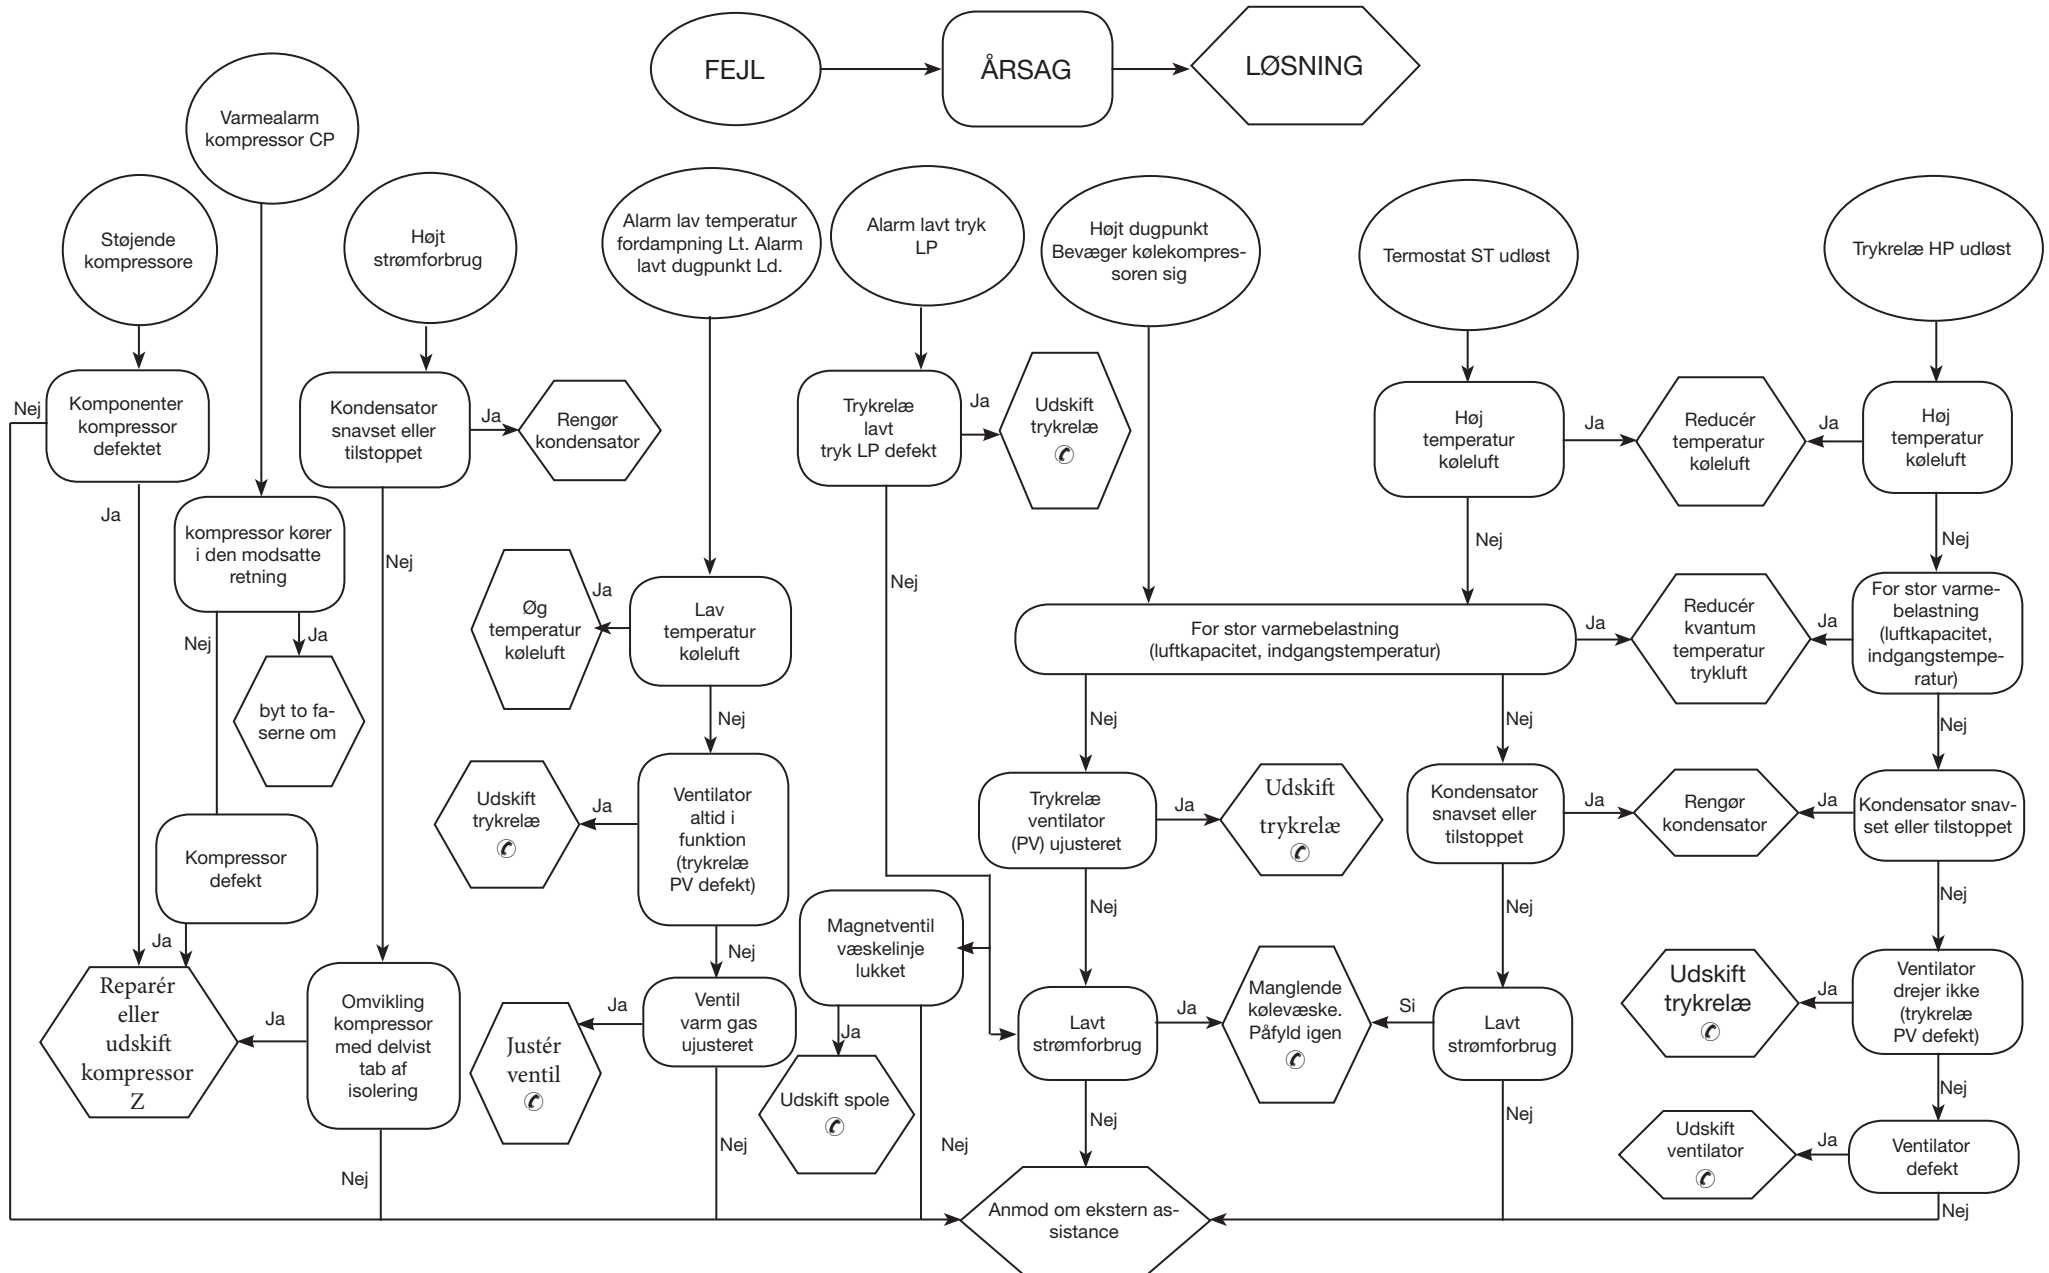 FEJL
ÅRSAG
LØSNING
Varmealarm
kompressor CP
Støjende
kompressore
Højt
strømforbrug
Alarm lav temperatur
fordampning Lt. Alarm
lavt dugpunkt Ld.
Alarm lavt tryk
LP
Højt dugpunkt
Bevæger kølekompres-
soren sig
Termostat ST udløst
Trykrelæ HP udløst
Nej
Komponenter
kompressor
defektet
Ja
Kondensator
snavset eller
tilstoppet
Ja
Rengør
kondensator
Trykrelæ
lavt
tryk LP defekt
Ja
Udskift
trykrelæ
Høj
temperatur
køleluft
Ja
Reducér
temperatur
køleluft
Ja
Høj
temperatur
køleluft
kompressor kører
i den modsatte
retning
Nej
Ja
Nej
byt to fa-
serne om
Øg
temperatur
køleluft
Ja
Lav
temperatur
køleluft
Nej
Nej
Nej
Nej
For stor varmebelastning
(luftkapacitet, indgangstemperatur)
Ja
Reducér
kvantum
temperatur
trykluft
Ja
For stor varme-
belastning
(luftkapacitet,
indgangstempe-
ratur)
Nej
Nej
Nej
Kompressor
defekt
Ja
Udskift
trykrelæ
Ja
Ventilator
altid i
funktion
(trykrelæ
PV defekt)
Nej
Trykrelæ
ventilator
(PV) ujusteret
Ja
Udskift
trykrelæ
Nej
Kondensator
snavset eller
tilstoppet
Ja
Rengør
kondensator
Ja
Kondensator snav-
set eller tilstoppet
Nej
Nej
Reparér
eller
udskift
kompressor
Z
Ja
Omvikling
kompressor
med delvist
tab af
isolering
Nej
Justér
ventil
Ja
Ventil
varm gas
ujusteret
Nej
Magnetventil
væskelinje
lukket
Ja
Udskift spole
Nej
Lavt
strømforbrug
Ja
Manglende
kølevæske.
Påfyld igen
Si
Lavt
strømforbrug
Nej
Nej
Udskift
trykrelæ
Ja
Ventilator
drejer ikke
(trykrelæ
PV defekt)
Nej
Udskift
ventilator
Ja
Ventilator
defekt
Nej
Anmod om ekstern as-
sistance